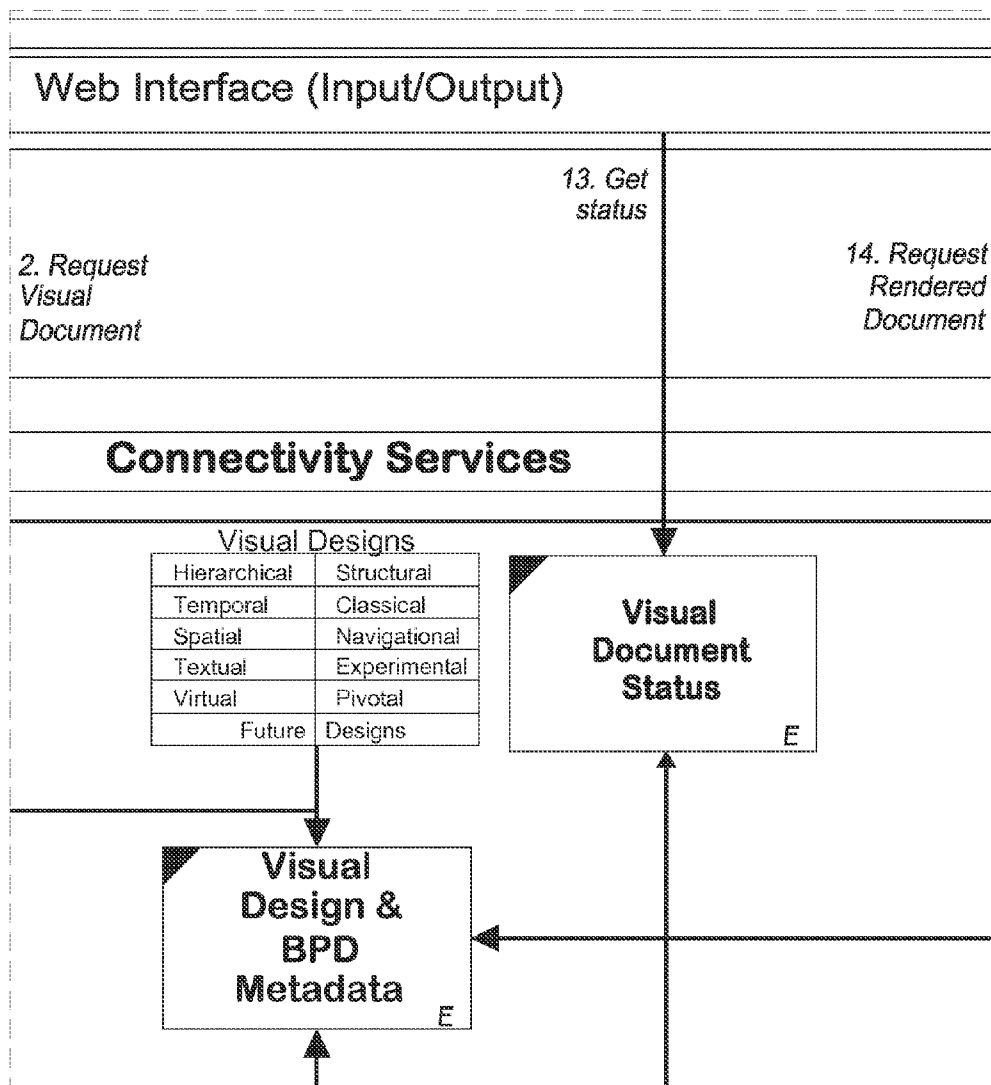 Web Interface (Input/Output)
13. Get
status
2. Request
Visual
Document
14. Request
Rendered
Document
Connectivity Services
Visual Designs
Hierarchical Structural
Temporal Classical
Spatial Navigational
Textual Experimental
Virtual Pivotal
Future Designs
Visual
Document
Status
E
Visual
Design &
BPD
Metadata
E